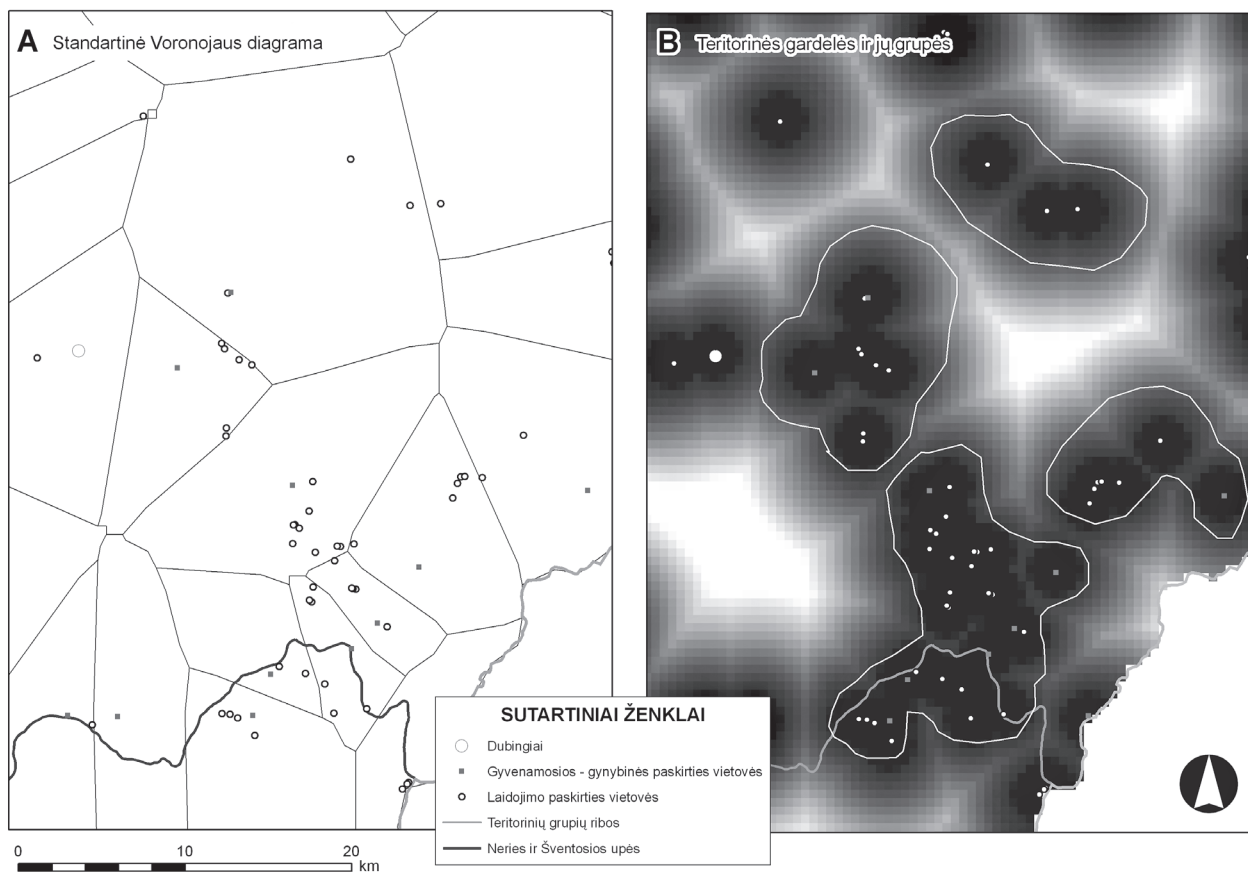 A Standartinė Voronojaus diagrama
B Teritorinės gardelės ir jų grupės
SUTARTINIAI ŽENKLAI
Dubingiai
Gyvenamosios - gynybinės paskirties vietovės
Laidojimo paskirties vietovės
Teritorinių grupių ribos
Neries ir Šventosios upės
0 10 20
km